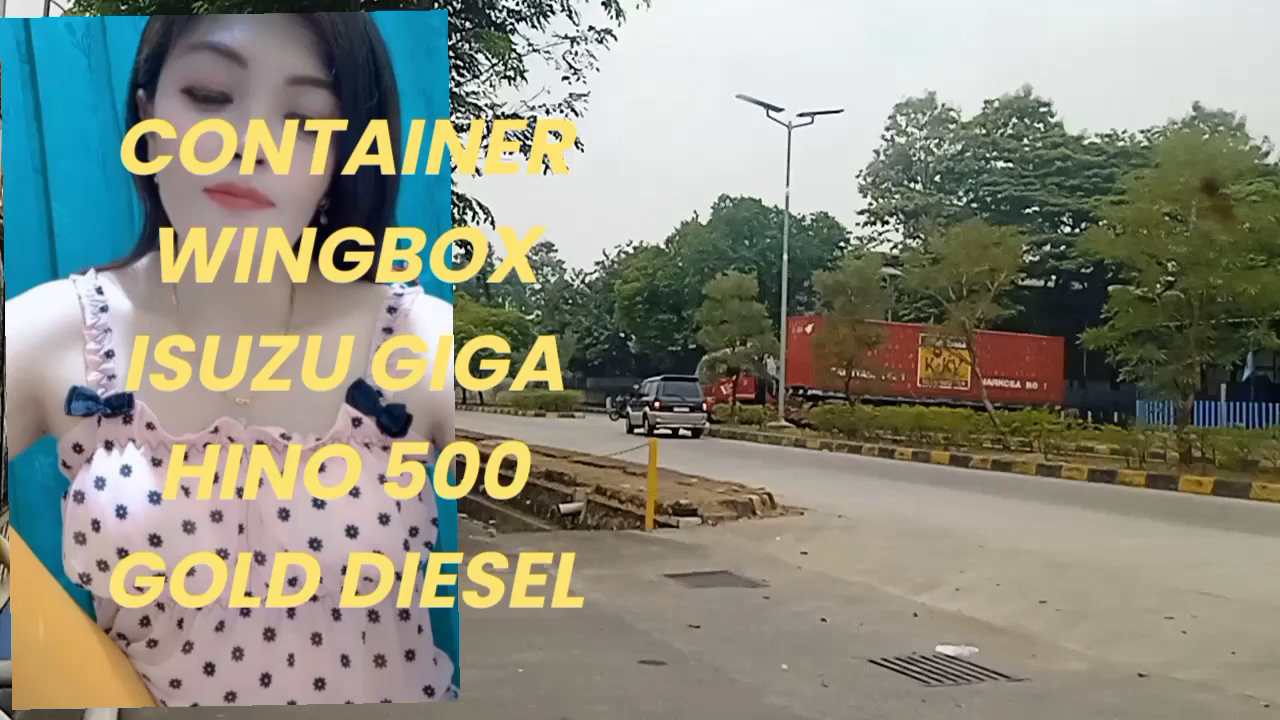 CONTAINER
WINGBOX
ISUZU GIGA
HINO 500
GOLD DIESEL